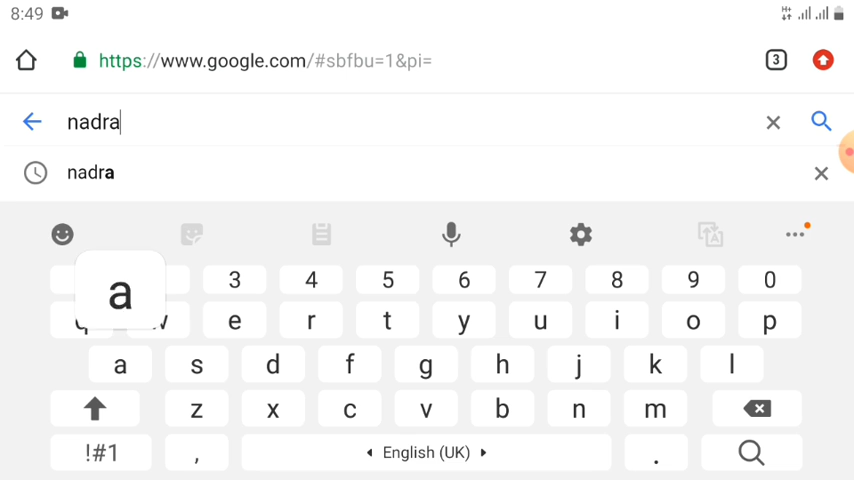 8:49
H+
https://www.google.com/#sbfbu=1&pi=
3
nadra
nadra
a
3 4 5 6 7 8 9 0
q w e r t y u i o p
a s d f g h j k l
z x c v b n m
!#1 , English (UK) .